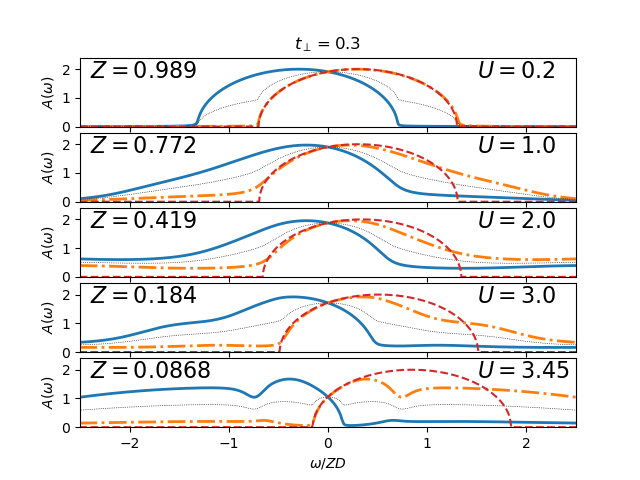 t⊥ = 0.3
Z = 0.989 U = 0.2
A(ω) 2 1 0
Z = 0.772 U = 1.0
A(ω) 2 1 0
Z = 0.419 U = 2.0
A(ω) 2 1 0
Z = 0.184 U = 3.0
A(ω) 2 1 0
Z = 0.0868 U = 3.45
A(ω) 2 1 0
−2 −1 0 1 2
ω/ZD